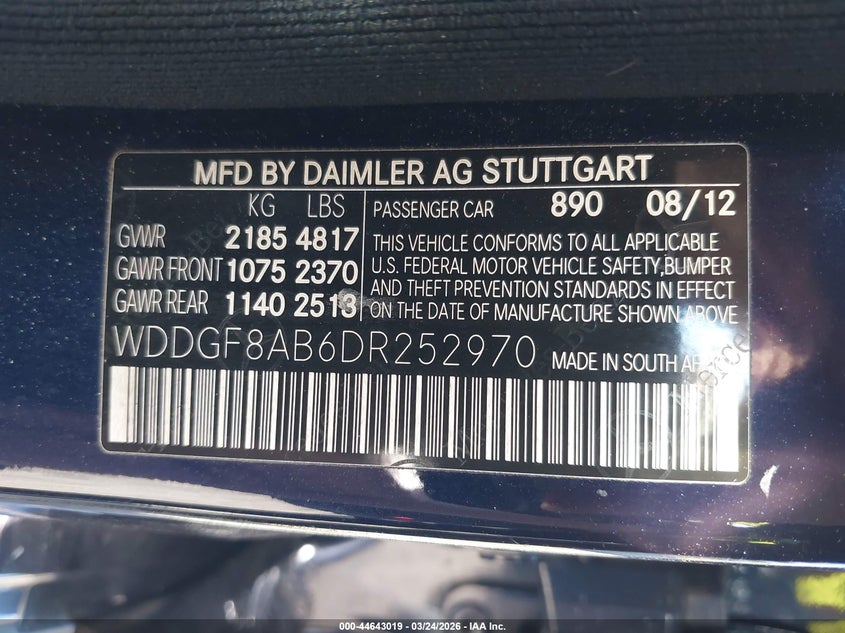 MFD BY DAIMLER AG STUTTGART
KG LBS
GVWR 2185 4817
GAWR FRONT 1075 2370
GAWR REAR 1140 2513
PASSENGER CAR 890 08/12
THIS VEHICLE CONFORMS TO ALL APPLICABLE
U.S. FEDERAL MOTOR VEHICLE SAFETY,BUMPER
AND THEFT PREVENTION STANDARDS IN EFFECT
ON THE DATE OF MANUFACTURE SHOWN ABOVE
WDDGF8AB6DR252970 MADE IN SOUTH
000-44643019 - 03/24/2026 - IAA Inc.